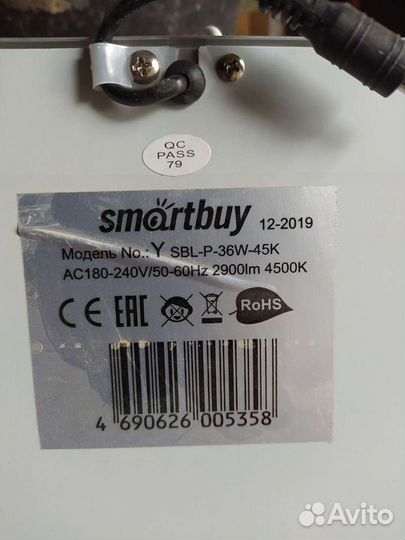 QC
PASS
79
smartbuy 12-2019
Модель No.: Y SBL-P-36W-45K
AC180-240V/50-60Hz 2900lm 4500K
CE EAC RoHS
4 690626 005358
Avito